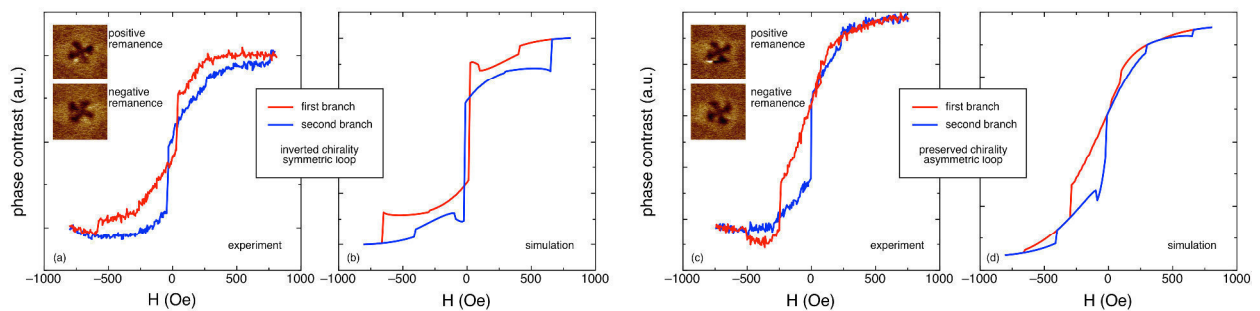 phase contrast (a.u.)
positive
remanence
negative
remanence
first branch
second branch
inverted chirality
symmetric loop
(a)
experiment
(b)
simulation
−1000 −500 0 500 1000
H (Oe)
−1000 −500 0 500 1000
H (Oe)
phase contrast (a.u.)
positive
remanence
negative
remanence
first branch
second branch
preserved chirality
asymmetric loop
(c)
experiment
(d)
simulation
−1000 −500 0 500 1000
H (Oe)
−1000 −500 0 500 1000
H (Oe)